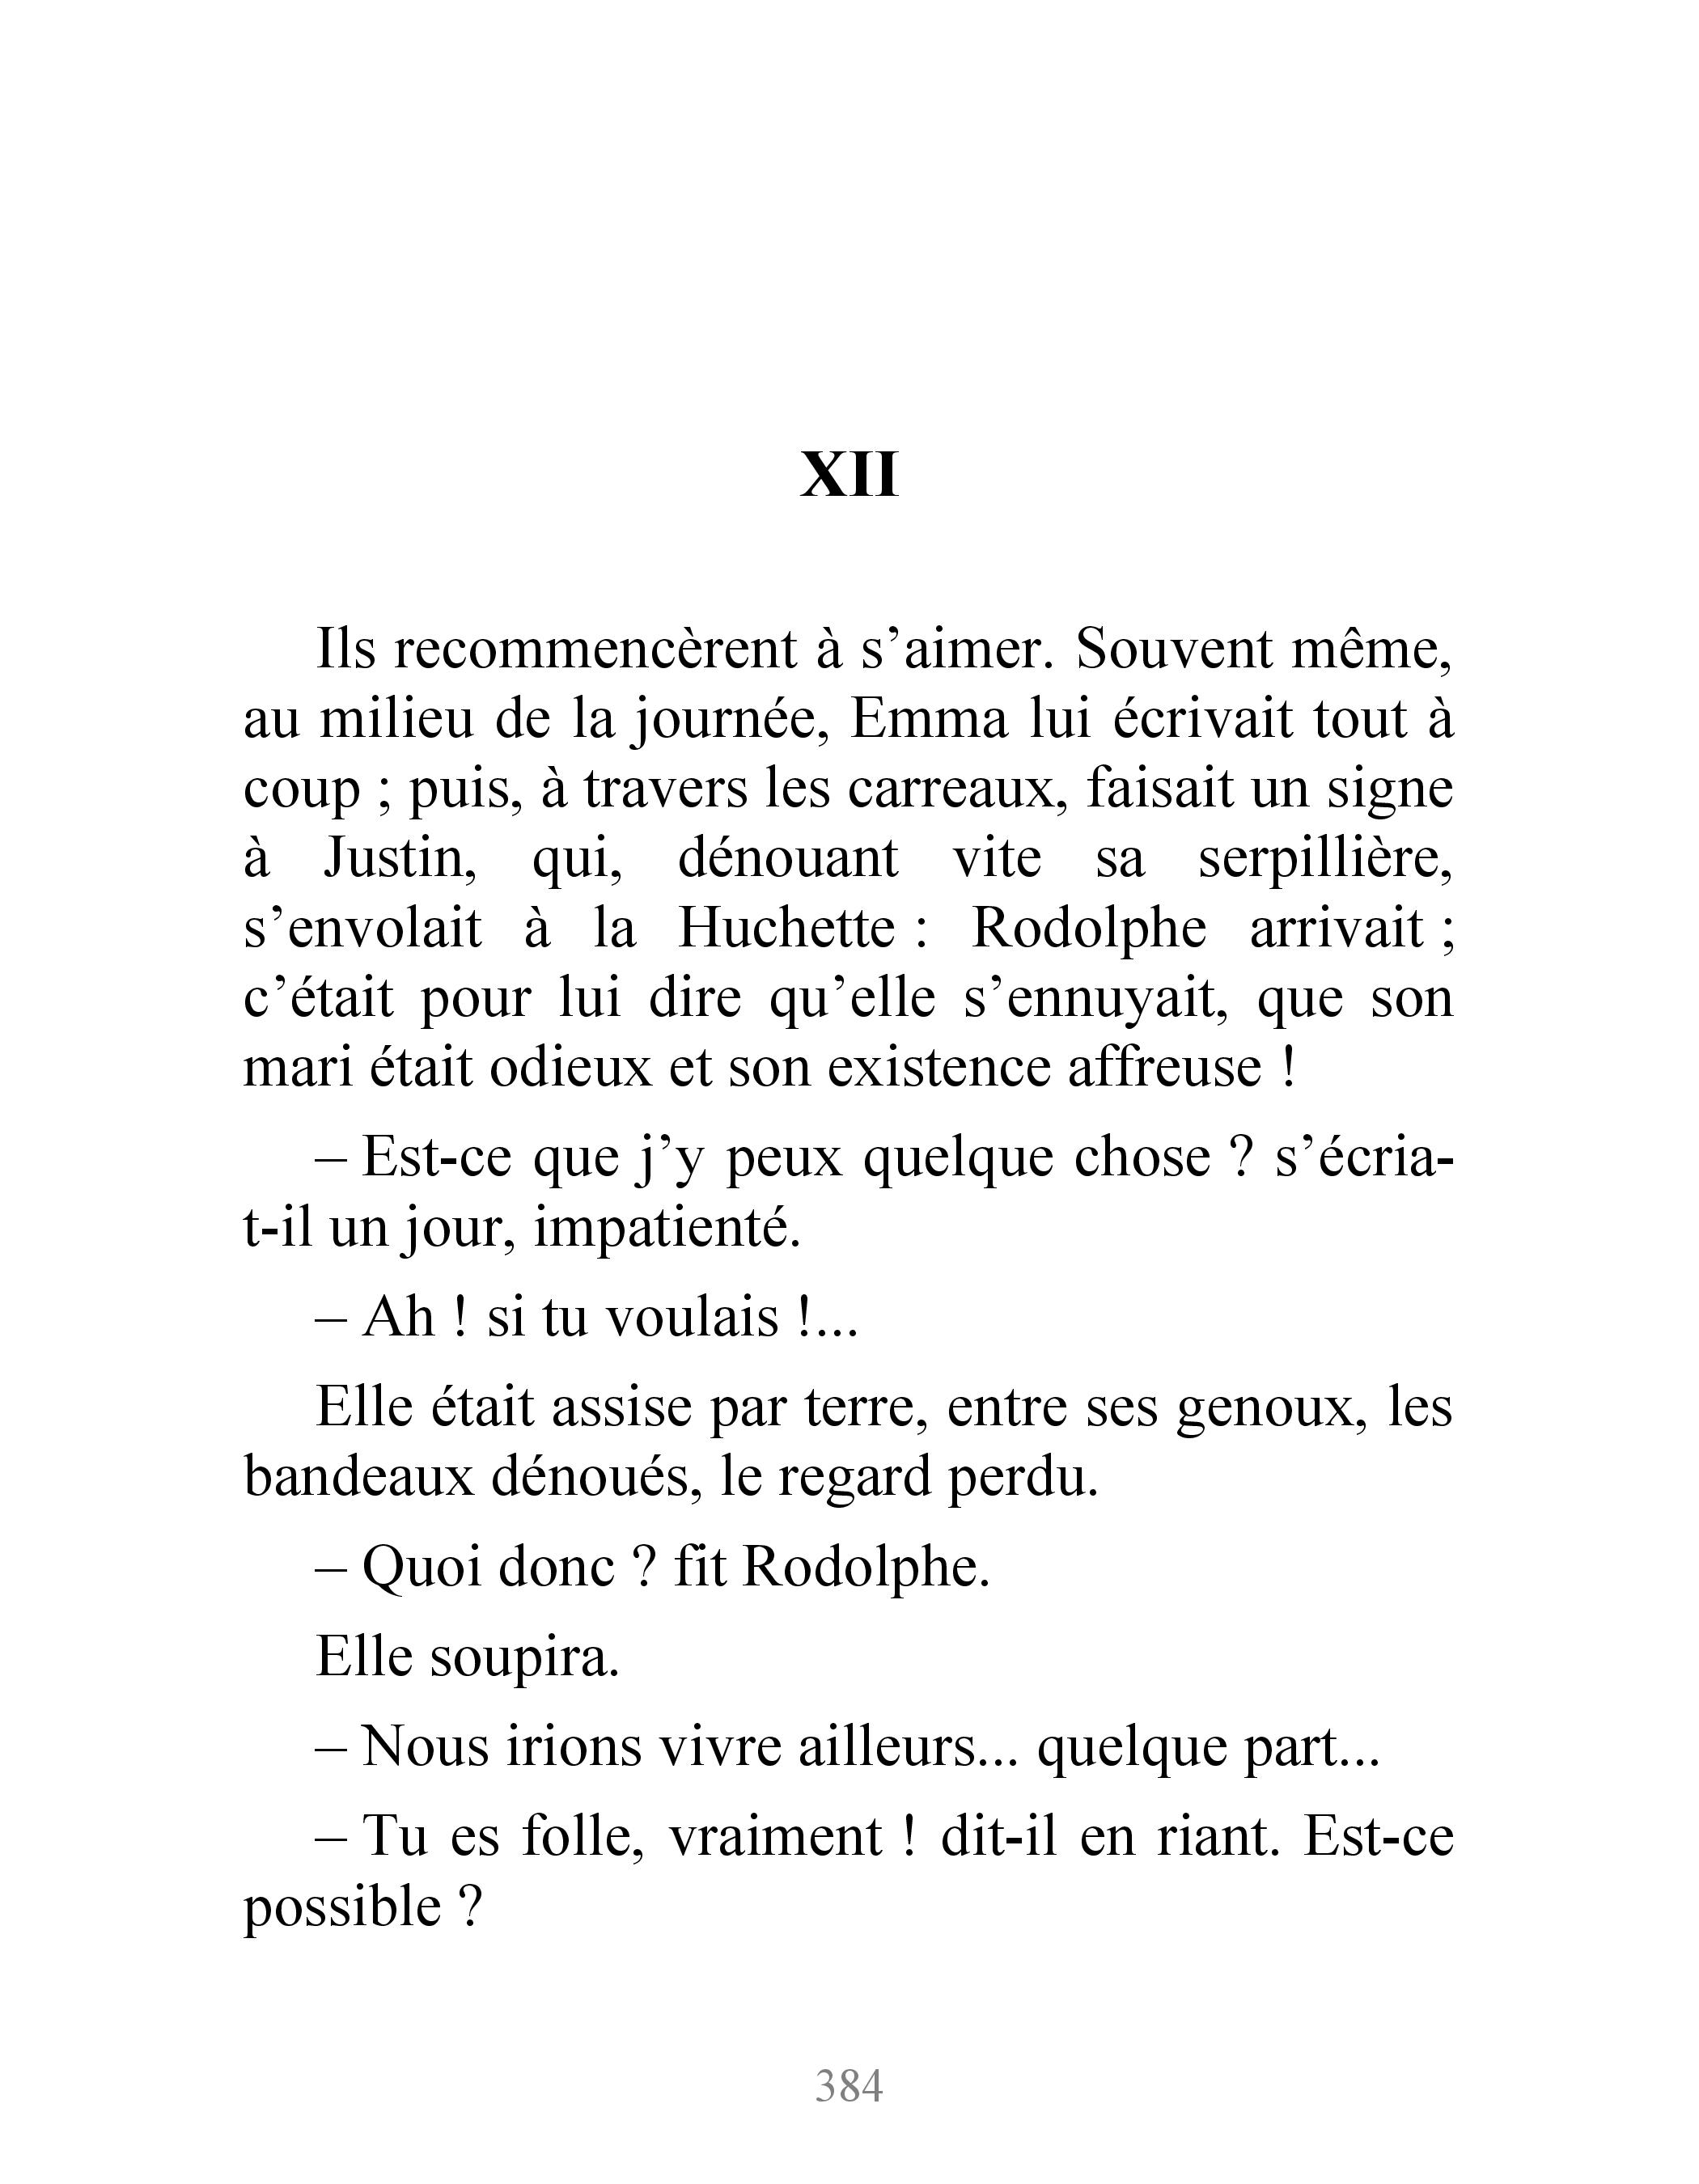 XII
Ils recommencèrent à s’aimer. Souvent même,
au milieu de la journée, Emma lui écrivait tout à
coup ; puis, à travers les carreaux, faisait un signe
à Justin, qui, dénouant vite sa serpillière,
s’envolait à la Huchette : Rodolphe arrivait ;
c’était pour lui dire qu’elle s’ennuyait, que son
mari était odieux et son existence affreuse !
– Est-ce que j’y peux quelque chose ? s’écria-
t-il un jour, impatienté.
– Ah ! si tu voulais !...
Elle était assise par terre, entre ses genoux, les
bandeaux dénoués, le regard perdu.
– Quoi donc ? fit Rodolphe.
Elle soupira.
– Nous irions vivre ailleurs... quelque part...
– Tu es folle, vraiment ! dit-il en riant. Est-ce
possible ?
384